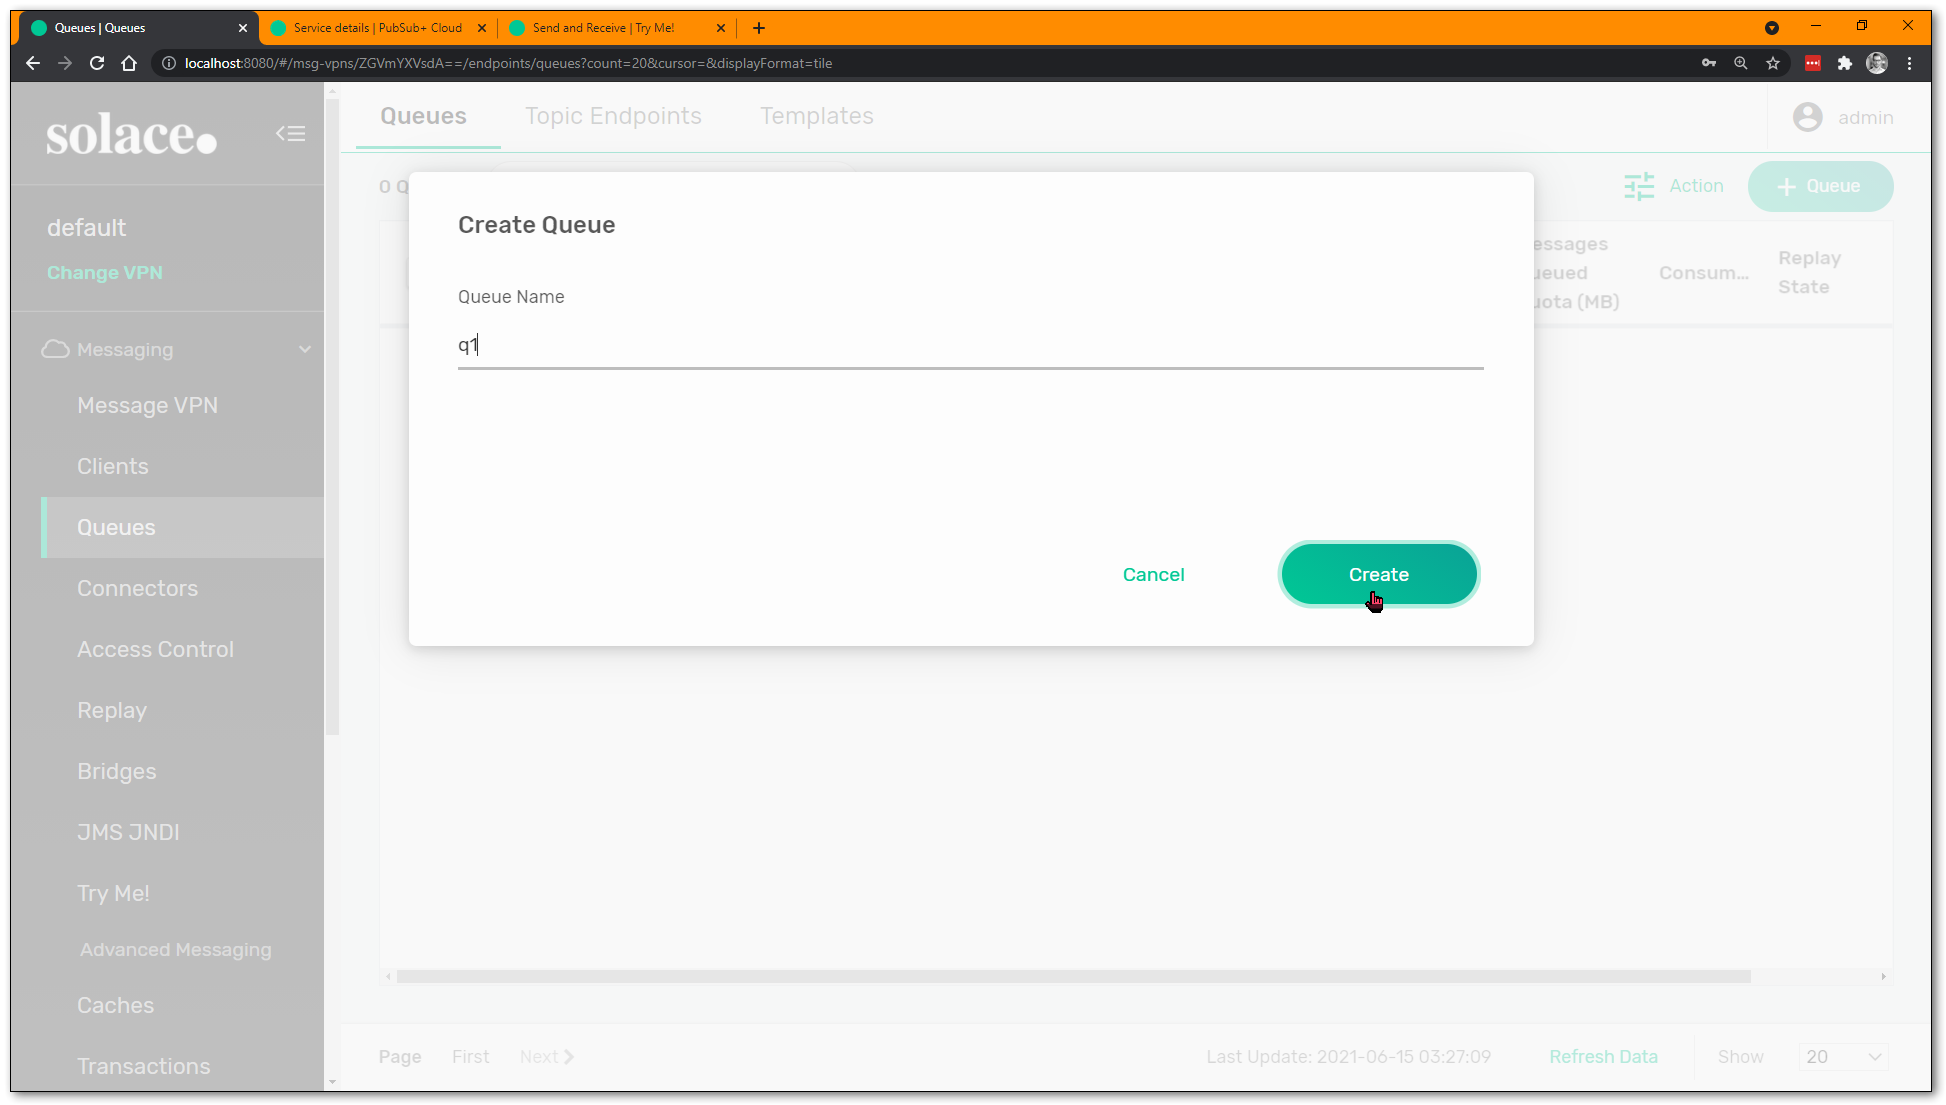 Queues | Queues
Service details | PubSub+ Cloud
Send and Receive | Try Me!
localhost:8080/#/msg-vpns/ZGVmYXVsdA==/endpoints/queues?count=20&cursor=&displayFormat=tile
solace.
default
Change VPN
Messaging
Message VPN
Clients
Queues
Connectors
Access Control
Replay
Bridges
JMS JNDI
Try Me!
Advanced Messaging
Caches
Transactions
Queues
Topic Endpoints
Templates
admin
0 Q
Action
+ Queue
essages
ueued
uota (MB)
Consum...
Replay
State
Create Queue
Queue Name
q1
Cancel
Create
Page
First
Next
Last Update: 2021-06-15 03:27:09
Refresh Data
Show
20